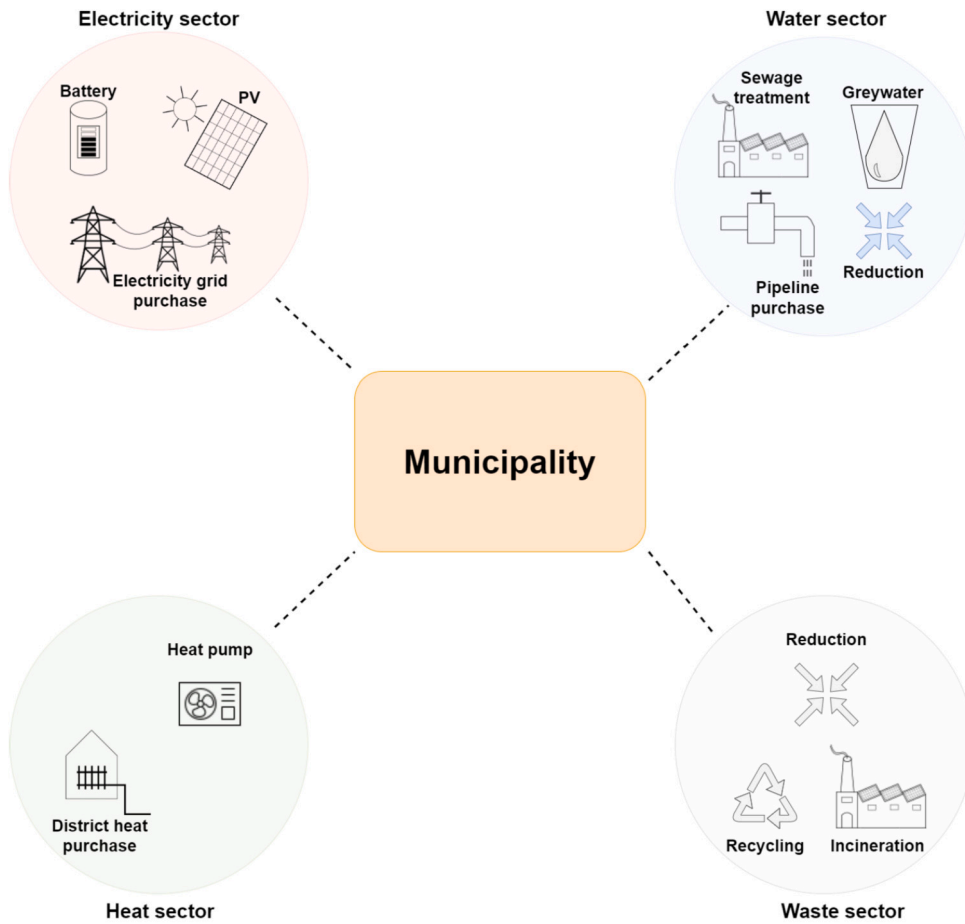 Electricity sector
Battery
PV
Electricity grid
purchase
Water sector
Sewage
treatment
Greywater
Pipeline
purchase
Reduction
Municipality
Heat pump
District heat
purchase
Heat sector
Reduction
Recycling
Incineration
Waste sector